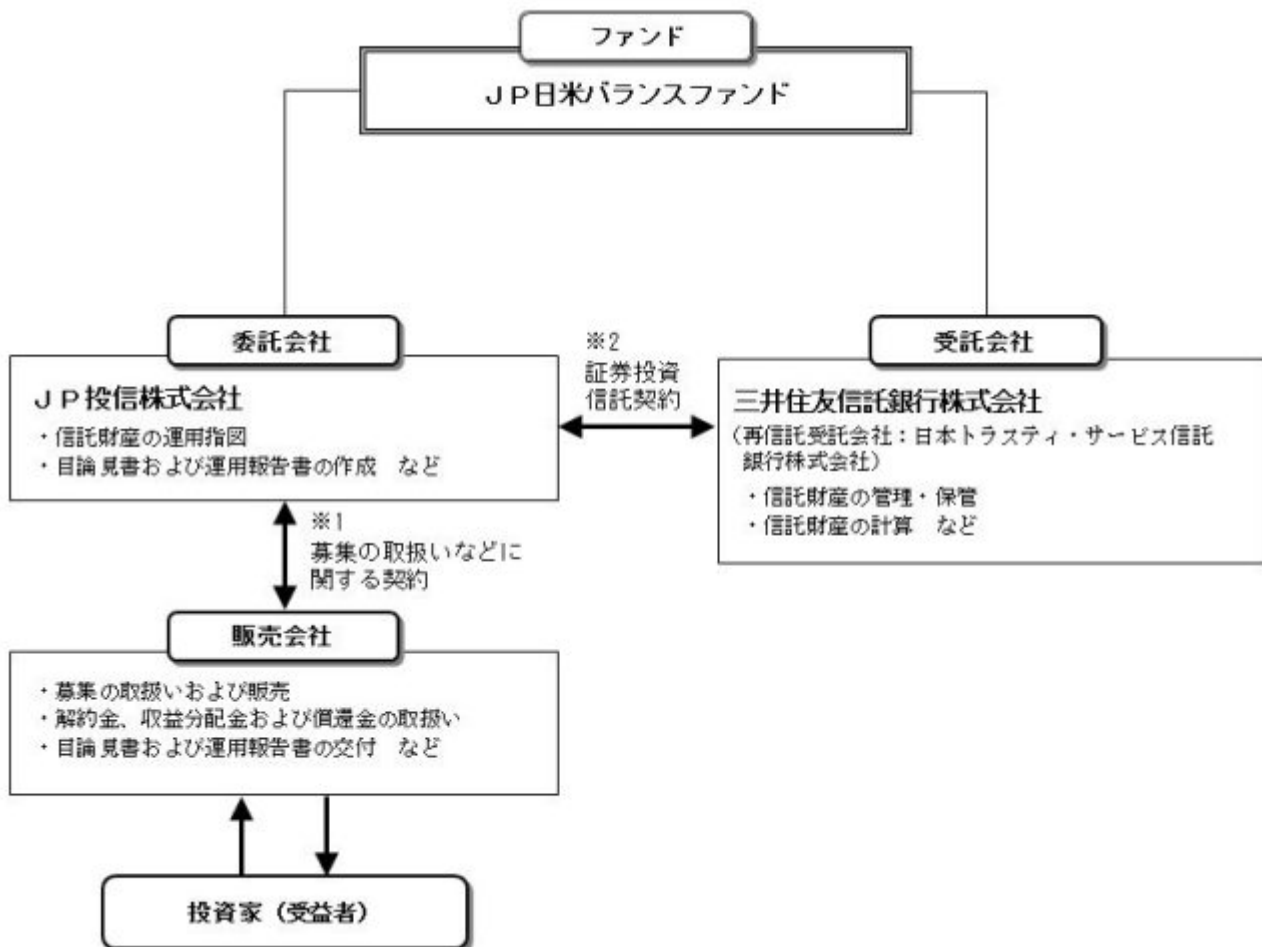 ファンド
ＪＰ日米バランスファンド
委託会社
ＪＰ投信株式会社
・信託財産の運用指図
・目論見書および運用報告書の作成　など
※2
証券投資
信託契約
受託会社
三井住友信託銀行株式会社
（再信託受託会社：日本トラスティ・サービス信託
銀行株式会社）
・信託財産の管理・保管
・信託財産の計算　など
※1
募集の取扱いなどに
関する契約
販売会社
・募集の取扱いおよび販売
・解約金、収益分配金および償還金の取扱い
・目論見書および運用報告書の交付　など
投資家（受益者）